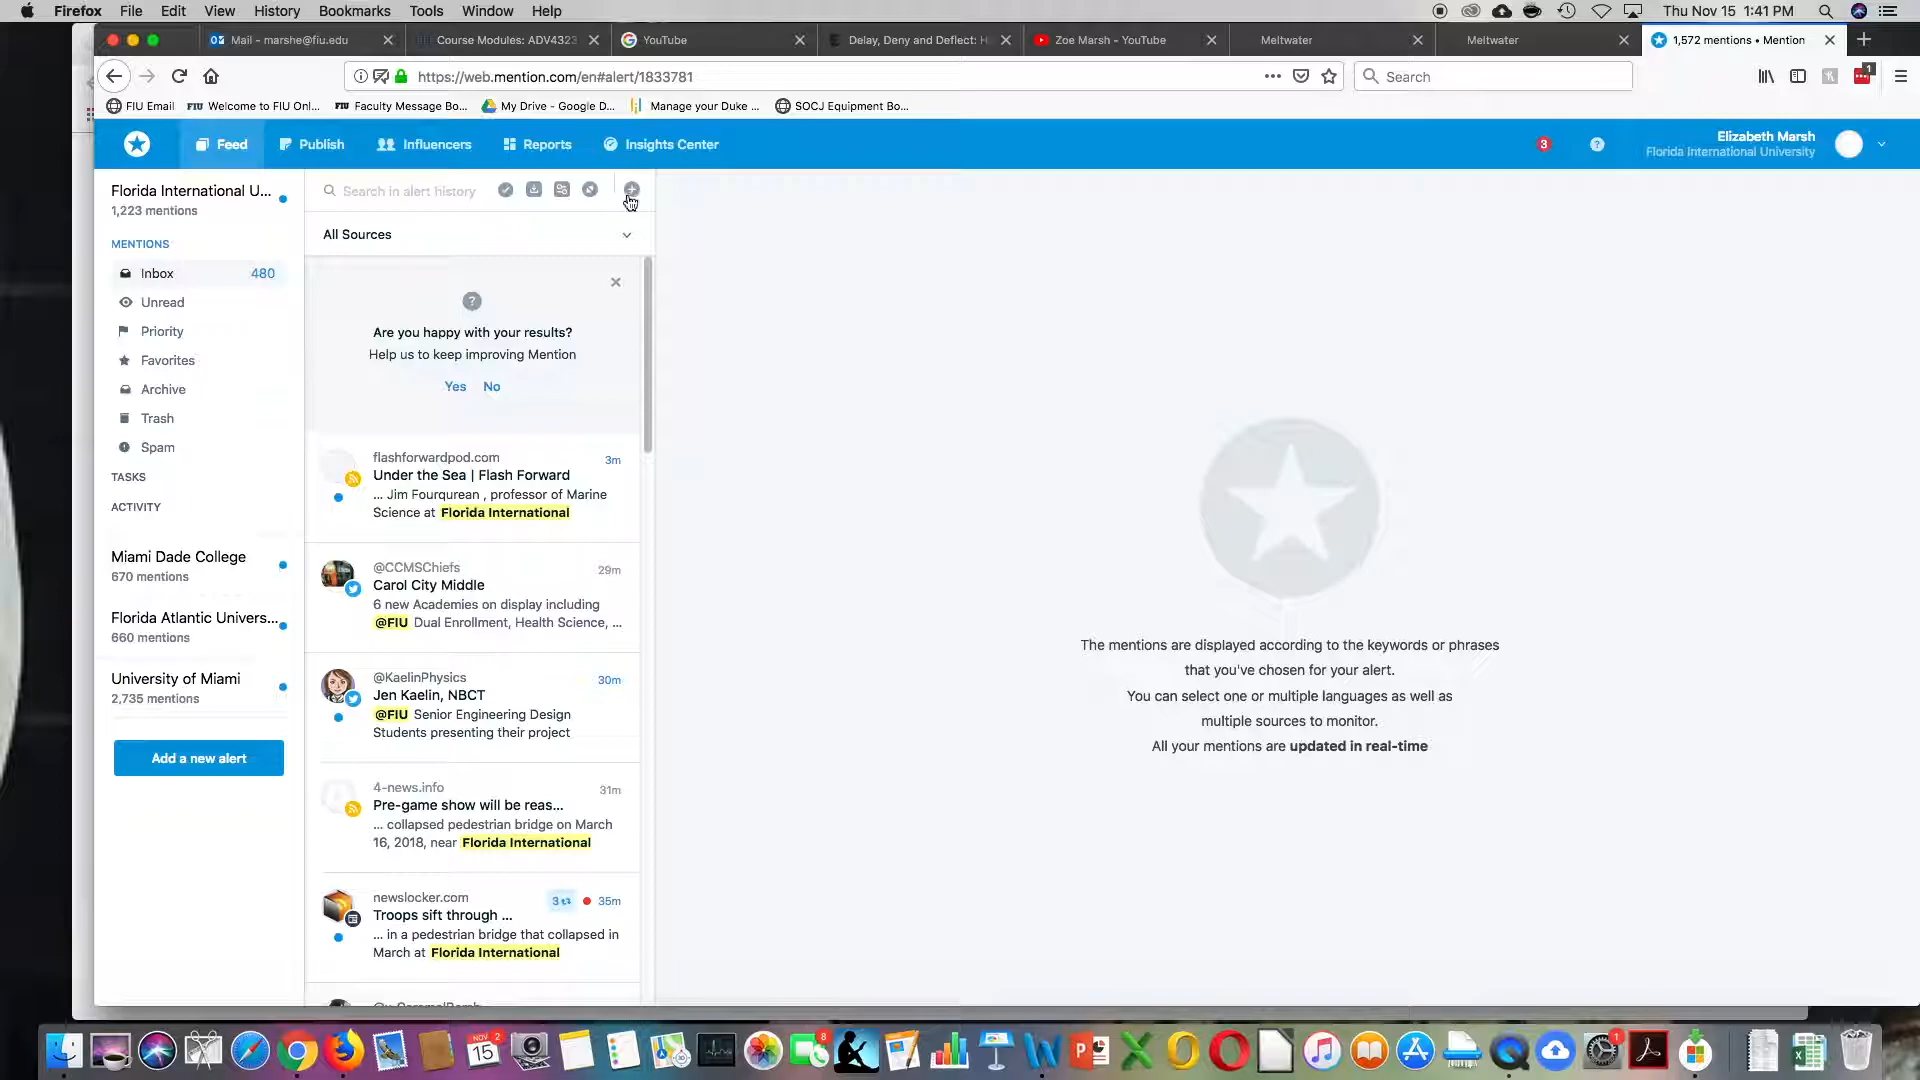 Firefox File Edit View History Bookmarks Tools Window Help
Thu Nov 15 1:41 PM
Mail - marshe@fiu.edu
Course Modules: ADV4323
YouTube
Delay, Deny and Deflect: H
Zoe Marsh - YouTube
Meltwater
Meltwater
1,572 mentions • Mention
https://web.mention.com/en#alert/1833781
Search
1
FIU Email
FIU Welcome to FIU Onl...
FIU Faculty Message Bo...
My Drive - Google D...
Manage your Duke ...
SOCJ Equipment Bo...
Feed
Publish
Influencers
Reports
Insights Center
3
?
Elizabeth Marsh
Florida International University
Florida International U...
1,223 mentions
MENTIONS
Inbox 480
Unread
Priority
Favorites
Archive
Trash
Spam
TASKS
ACTIVITY
Miami Dade College
670 mentions
Florida Atlantic Univers...
660 mentions
University of Miami
2,735 mentions
Add a new alert
Search in alert history
All Sources
?
Are you happy with your results?
Help us to keep improving Mention
Yes No
flashforwardpod.com 3m
Under the Sea | Flash Forward
... Jim Fourqurean , professor of Marine
Science at Florida International
@CCMSChiefs 29m
Carol City Middle
6 new Academies on display including
@FIU Dual Enrollment, Health Science, ...
@KaelinPhysics 30m
Jen Kaelin, NBCT
@FIU Senior Engineering Design
Students presenting their project
4-news.info 31m
Pre-game show will be reas...
... collapsed pedestrian bridge on March
16, 2018, near Florida International
newslocker.com 3 35m
Troops sift through ...
... in a pedestrian bridge that collapsed in
March at Florida International
The mentions are displayed according to the keywords or phrases
that you've chosen for your alert.
You can select one or multiple languages as well as
multiple sources to monitor.
All your mentions are updated in real-time
NOV
15
2
8
1